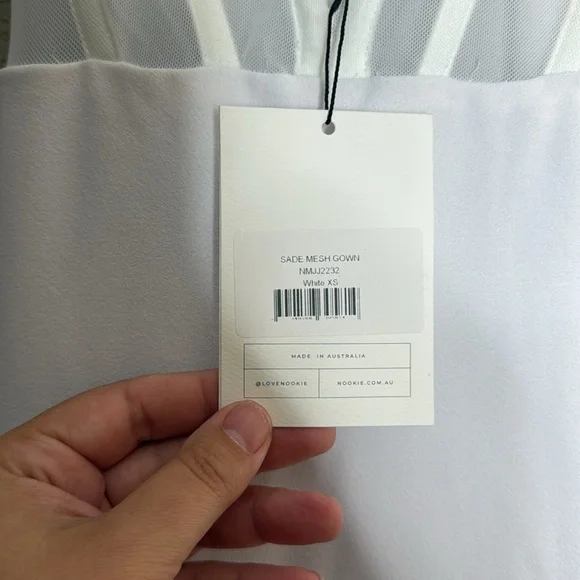 SADE MESH GOWN
NMJJ2232
White XS
MADE IN AUSTRALIA
@LOVENOOKIE
NOOKIE.COM.AU